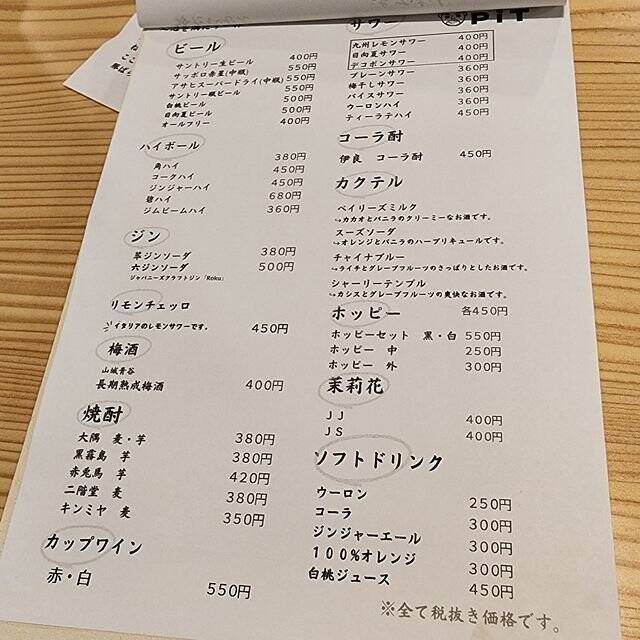 ビール
サントリー生ビール 400円
サッポロ赤星(中瓶) 550円
アサヒスーパードライ(中瓶) 550円
サントリー瓶ビール 500円
白桃ビール 500円
日向夏ビール 500円
オールフリー 400円
ハイボール
角ハイ 380円
コークハイ 450円
ジンジャーハイ 450円
碧ハイ 680円
ジムビームハイ 360円
ジン
翠ジンソーダ 380円
六ジンソーダ 500円
ジャパニーズクラフトジン「Roku」
リモンチェッロ
イタリアのレモンサワーです。 450円
梅酒
山城青谷
長期熟成梅酒 400円
焼酎
大隅 麦・芋 380円
黒霧島 芋 380円
赤兎馬 芋 420円
二階堂 麦 380円
キンミヤ 麦 350円
カップワイン
赤・白 550円
サワー
PIT
九州レモンサワー 400円
日向夏サワー 400円
デコポンサワー 400円
プレーンサワー 360円
梅干しサワー 360円
バイスサワー 450円
ウーロンハイ 360円
ティーラテハイ 450円
コーラ酎
伊良 コーラ酎 450円
カクテル
ベイリーズミルク
↪カカオとバニラのクリーミーなお酒です。
スーズソーダ
↪オレンジとバニラのハーブリキュールです。
チャイナブルー
↪ライチとグレープフルーツのさっぱりとしたお酒です。
シャーリーテンプル
↪カシスとグレープフルーツの爽快なお酒です。
各450円
ホッピー
ホッピーセット 黒・白 550円
ホッピー 中 250円
ホッピー 外 300円
茉莉花
JJ 400円
JS 400円
ソフトドリンク
ウーロン 250円
コーラ 300円
ジンジャーエール 300円
100%オレンジ 300円
白桃ジュース 450円
※全て税抜き価格です。